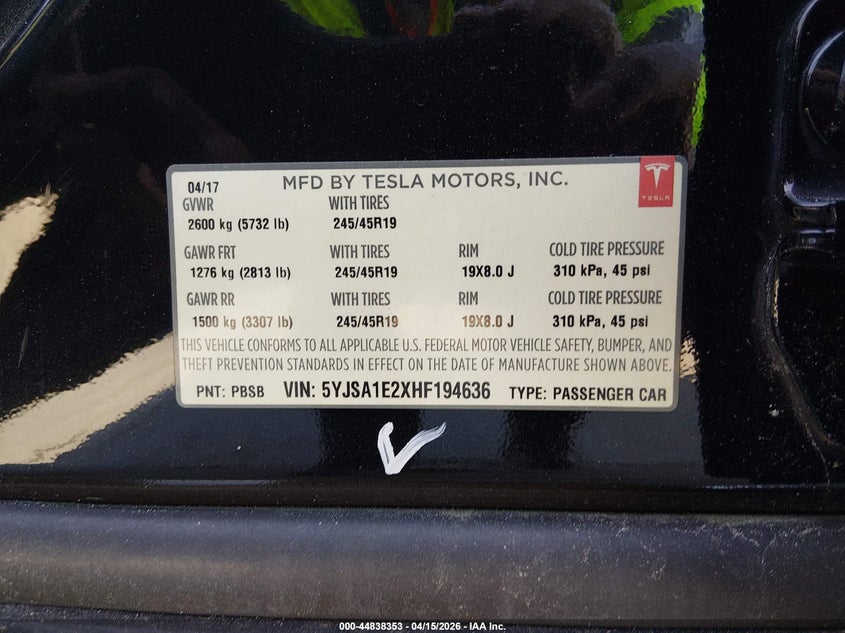 04/17 MFD BY TESLA MOTORS, INC.
TESLA
GVWR WITH TIRES
2600 kg (5732 lb) 245/45R19
GAWR FRT WITH TIRES RIM COLD TIRE PRESSURE
1276 kg (2813 lb) 245/45R19 19X8.0 J 310 kPa, 45 psi
GAWR RR WITH TIRES RIM COLD TIRE PRESSURE
1500 kg (3307 lb) 245/45R19 19X8.0 J 310 kPa, 45 psi
THIS VEHICLE CONFORMS TO ALL APPLICABLE U.S. FEDERAL MOTOR VEHICLE SAFETY, BUMPER, AND
THEFT PREVENTION STANDARDS IN EFFECT ON THE DATE OF MANUFACTURE SHOWN ABOVE.
PNT: PBSB VIN: 5YJSA1E2XHF194636 TYPE: PASSENGER CAR
000-44838353 - 04/15/2026 - IAA Inc.